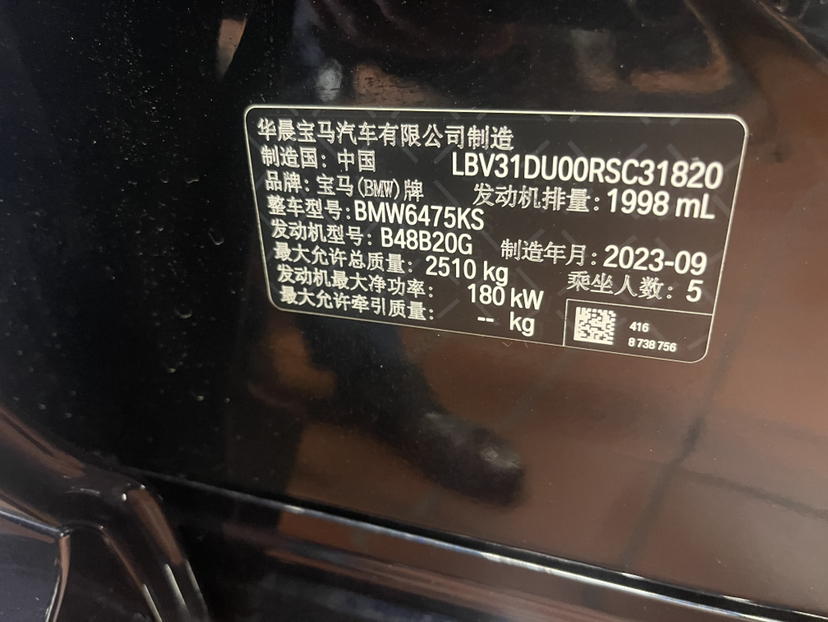 华晨宝马汽车有限公司制造
制造国：中国 LBV31DU00RSC31820
品牌：宝马(BMW)牌 发动机排量：1998 mL
整车型号：BMW6475KS
发动机型号：B48B20G 制造年月：2023-09
最大允许总质量：2510 kg 乘坐人数：5
发动机最大净功率：180 kW
最大允许牵引质量：-- kg
416
8 738 756